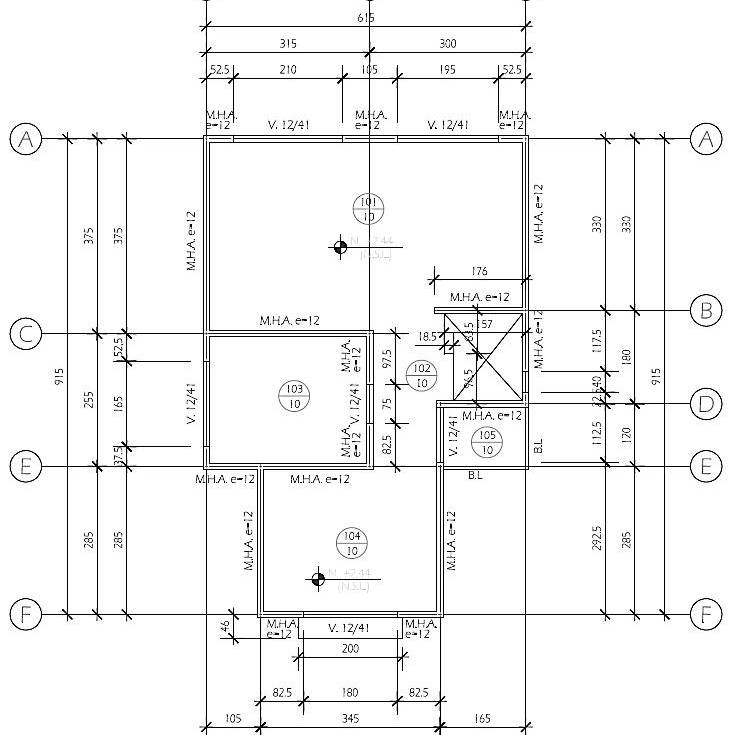 615
315 300
52.5 210 105 195 52.5
M.H.A. e=12 V. 12/41 M.H.A. e=12 V. 12/41 M.H.A. e=12
A A
375 375 M.H.A. e=12 101 10 M.H.A. e=12 330 330
N. +2.44
(N.S.L)
176
M.H.A. e=12
B
M.H.A. e=12
157
C
18.5 63.5
M.H.A. e=12
117.5 180
52.5
M.H.A. e=12
97.5
102
10
915 255 165 V. 12/41
103
10
V. 12/41
75
76.5
40
22.5
915
D
M.H.A. e=12
M.H.A. e=12
82.5
V. 12/41
105
10
B.L
112.5 120
37.5
E E
M.H.A. e=12 M.H.A. e=12 B.L
285 285 M.H.A. e=12
104
10
M.H.A. e=12 292.5 285
N. +2.44
(N.S.L)
F F
46
M.H.A. e=12 V. 12/41 M.H.A. e=12
200
82.5 180 82.5
105 345 165